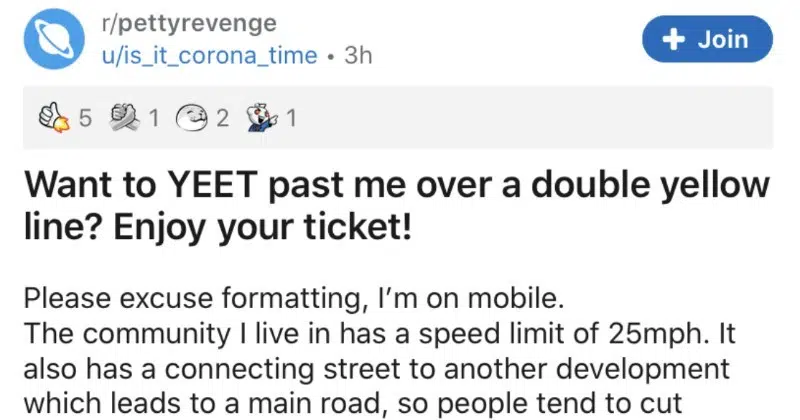 r/pettyrevenge
u/is_it_corona_time • 3h
+ Join
5 1 2 1
Want to YEET past me over a double yellow
line? Enjoy your ticket!
Please excuse formatting, I'm on mobile.
The community I live in has a speed limit of 25mph. It
also has a connecting street to another development
which leads to a main road, so people tend to cut